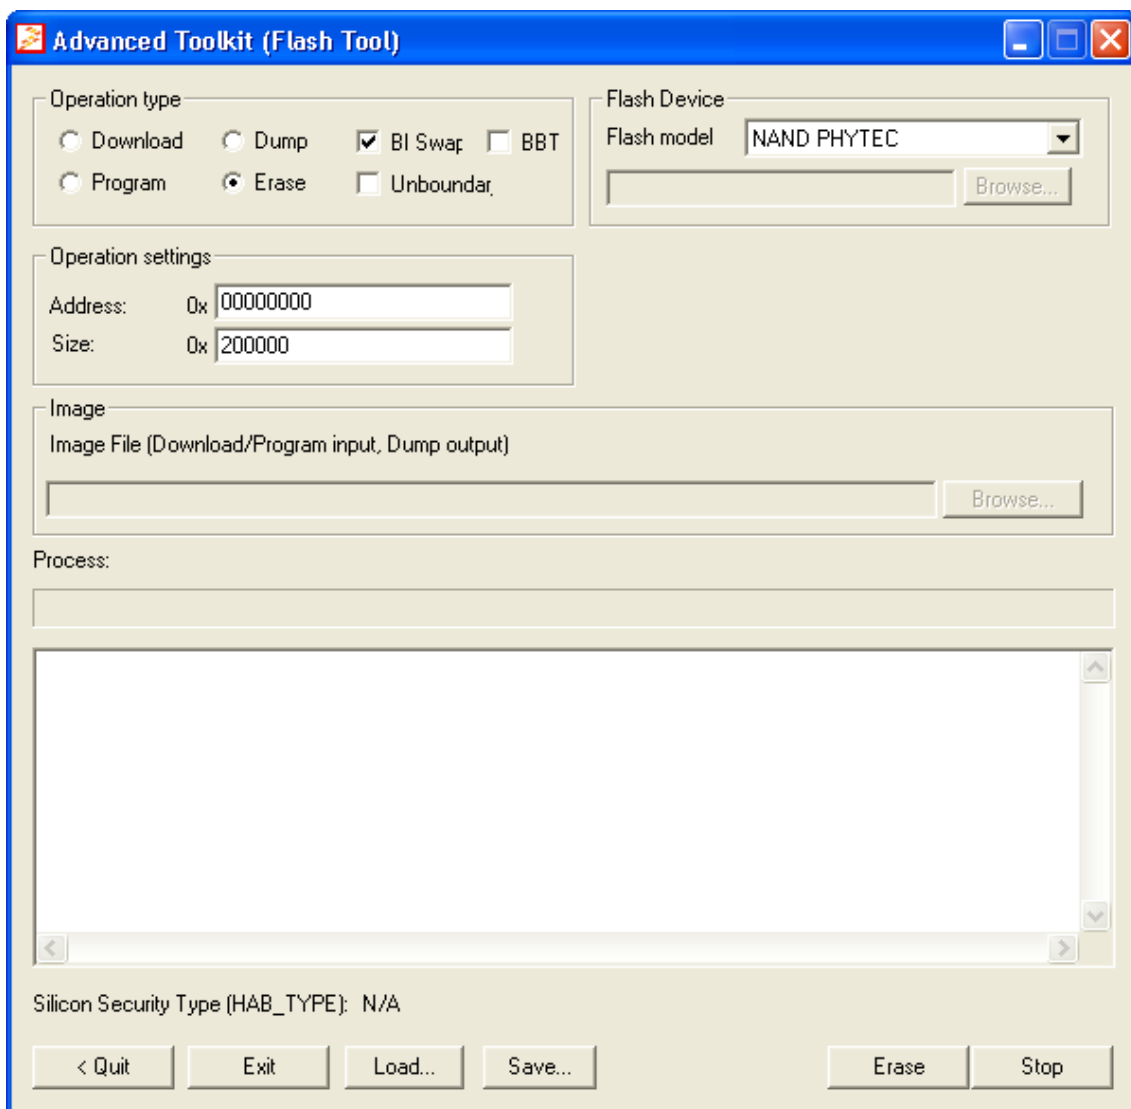 Advanced Toolkit (Flash Tool)
Operation type
Download Dump BI Swap BBT
Program Erase Unboundar
Flash Device
Flash model NAND PHYTEC
Browse...
Operation settings
Address: 0x 00000000
Size: 0x 200000
Image
Image File (Download/Program input, Dump output)
Browse...
Process:
Silicon Security Type (HAB_TYPE): N/A
< Quit Exit Load... Save... Erase Stop